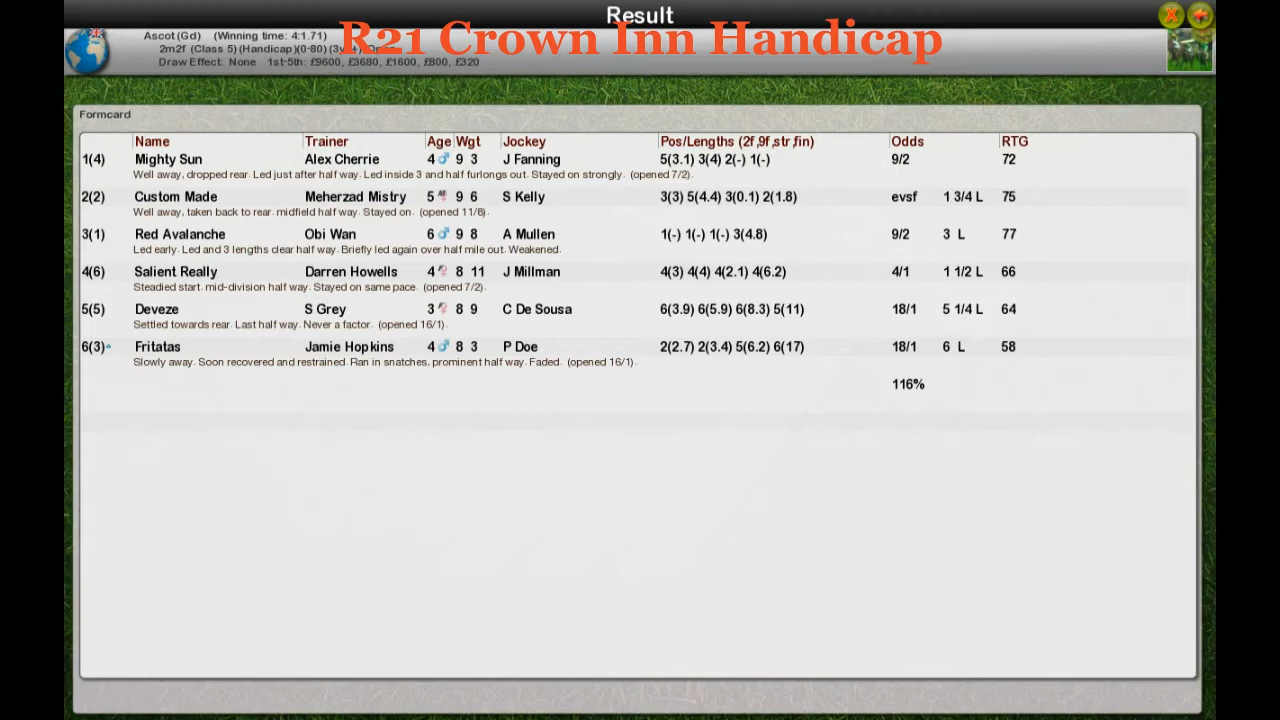 Result
R21 Crown Inn Handicap
Ascot (Gd) (Winning time: 4:1.71)
2m2f (Class 5) (Handicap)(0-80) (3y
Draw Effect: None 1st-5th: £9600, £3680, £1600, £800, £320
Formcard
Name Trainer Age Wgt Jockey Pos/Lengths (2f,9f,str,fin) Odds RTG
1(4) Mighty Sun Alex Cherrie 4 9 3 J Fanning 5(3.1) 3(4) 2(-) 1(-) 9/2 72
Well away, dropped rear. Led just after half way. Led inside 3 and half furlongs out. Stayed on strongly. (opened 7/2).
2(2) Custom Made Meherzad Mistry 5 9 6 S Kelly 3(3) 5(4.4) 3(0.1) 2(1.8) evsf 1 3/4 L 75
Well away, taken back to rear. midfield half way. Stayed on. (opened 11/8).
3(1) Red Avalanche Obi Wan 6 9 8 A Mullen 1(-) 1(-) 1(-) 3(4.8) 9/2 3 L 77
Led early. Led and 3 lengths clear half way. Briefly led again over half mile out. Weakened.
4(6) Salient Really Darren Howells 4 8 11 J Millman 4(3) 4(4) 4(2.1) 4(6.2) 4/1 1 1/2 L 66
Steadied start. mid-division half way. Stayed on same pace. (opened 7/2).
5(5) Deveze S Grey 3 8 9 C De Sousa 6(3.9) 6(5.9) 6(8.3) 5(11) 18/1 5 1/4 L 64
Settled towards rear. Last half way. Never a factor. (opened 16/1).
6(3) Fritatas Jamie Hopkins 4 8 3 P Doe 2(2.7) 2(3.4) 5(6.2) 6(17) 18/1 6 L 58
Slowly away. Soon recovered and restrained. Ran in snatches, prominent half way. Faded. (opened 16/1).
116%